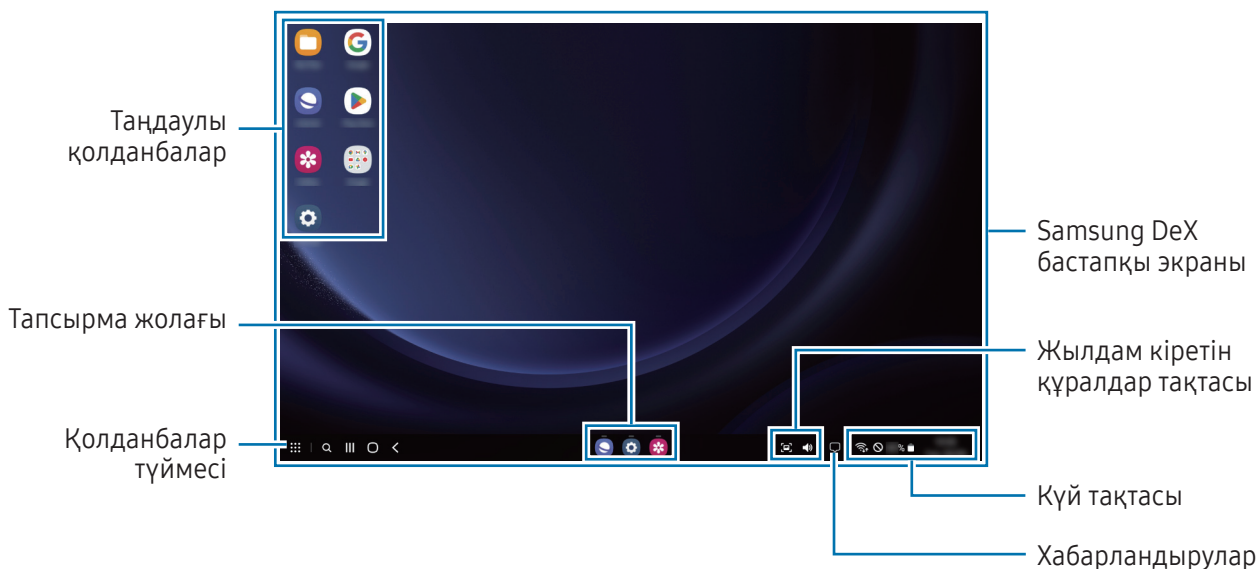 Таңдаулы
қолданбалар
Тапсырма жолағы
Қолданбалар
түймесі
Samsung DeX
бастапқы экраны
Жылдам кіретін
құралдар тақтасы
%
Күй тақтасы
Хабарландырулар